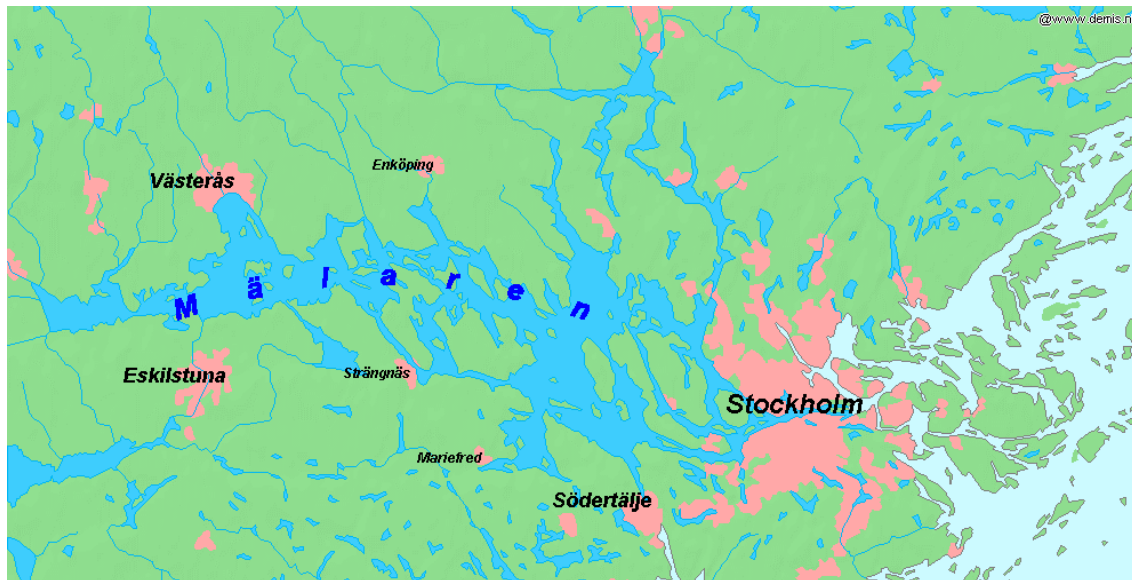 @www.demis.n
Enköping
Västerås
Mälaren
Eskilstuna
Strängnäs
Stockholm
Mariefred
Södertälje